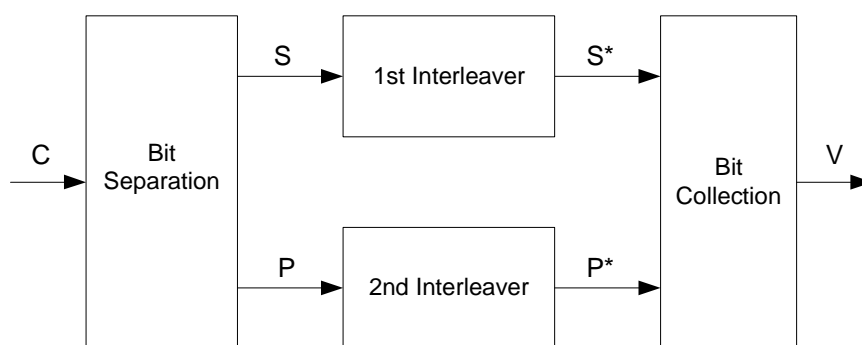 S
1st Interleaver
S*
C
Bit
Separation
Bit
Collection
V
P
2nd Interleaver
P*